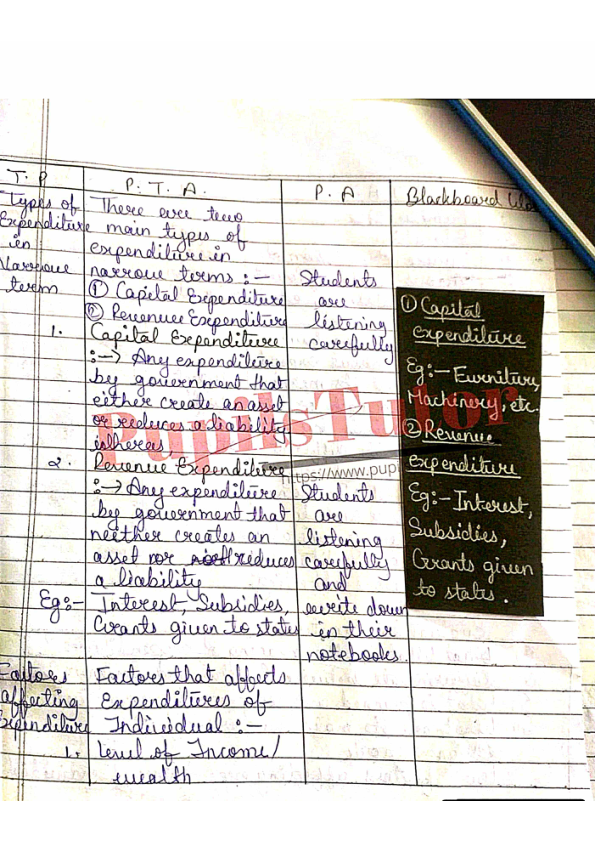 T. P
P. T. A.
P. A
Blackboard
Types of
Expenditure
in
Narrow
term
There are two
main types of
expenditure in
narrow terms :-
① Capital Expenditure
② Revenue Expenditure
1. Capital Expenditure
:→ Any expenditure
by government that
either create an asset
or reduces a liability
whereas,
2. Revenue Expenditure
:→ Any expenditure
by government that
neither creates an
asset nor reduces
a liability
Eg:- Interest, Subsidies,
Grants given to states
Students
are
listening
carefully
Students
are
listening
carefully
and
write down
in their
notebooks.
① Capital
expenditure
Eg:- Furniture,
Machinery, etc.
② Revenue
expenditure
Eg:- Interest,
Subsidies,
Grants given
to states.
Factors
affecting
Expenditure
Factors that affects
Expenditures of
Individual :-
1. Level of Income/
wealth
PupilsTutor
https://www.pupi